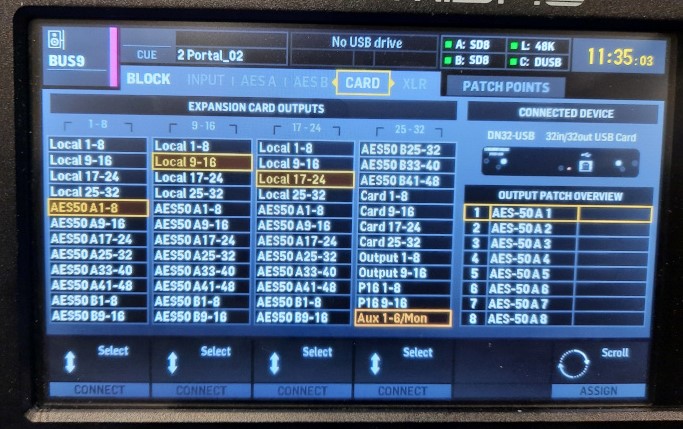 BUS9
CUE
2 Portal_02
No USB drive
A: SD8
L: 48K
B: SD8
C: DUSB
11:35:03
BLOCK
INPUT
AES A
AES B
CARD
XLR
PATCH POINTS
EXPANSION CARD OUTPUTS
1-8
9-16
17-24
25-32
Local 1-8
Local 9-16
Local 17-24
Local 25-32
AES50 A1-8
AES50 A9-16
AES50 A17-24
AES50 A25-32
AES50 A33-40
AES50 A41-48
AES50 B1-8
AES50 B9-16
Local 1-8
Local 9-16
Local 17-24
Local 25-32
AES50 A1-8
AES50 A9-16
AES50 A17-24
AES50 A25-32
AES50 A33-40
AES50 A41-48
AES50 B1-8
AES50 B9-16
Local 1-8
Local 9-16
Local 17-24
Local 25-32
AES50 A1-8
AES50 A9-16
AES50 A17-24
AES50 A25-32
AES50 A33-40
AES50 A41-48
AES50 B1-8
AES50 B9-16
AES50 B25-32
AES50 B33-40
AES50 B41-48
Card 1-8
Card 9-16
Card 17-24
Card 25-32
Output 1-8
Output 9-16
P16 1-8
P16 9-16
Aux 1-6/Mon
CONNECTED DEVICE
DN32-USB 32in/32out USB Card
OUTPUT PATCH OVERVIEW
1 AES-50 A 1
2 AES-50 A 2
3 AES-50 A 3
4 AES-50 A 4
5 AES-50 A 5
6 AES-50 A 6
7 AES-50 A 7
8 AES-50 A 8
Select
Select
Select
Select
Scroll
CONNECT
CONNECT
CONNECT
CONNECT
ASSIGN